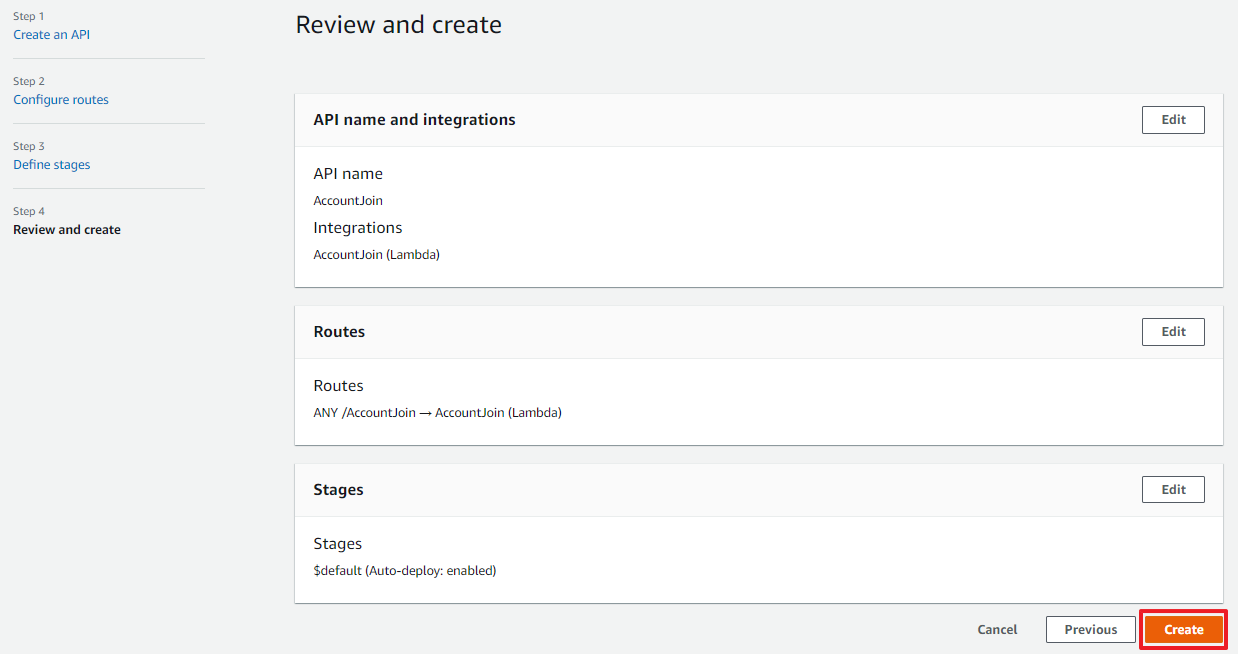 Step 1
Create an API
Step 2
Configure routes
Step 3
Define stages
Step 4
Review and create
Review and create
API name and integrations
Edit
API name
AccountJoin
Integrations
AccountJoin (Lambda)
Routes
Edit
Routes
ANY /AccountJoin → AccountJoin (Lambda)
Stages
Edit
Stages
$default (Auto-deploy: enabled)
Cancel
Previous
Create